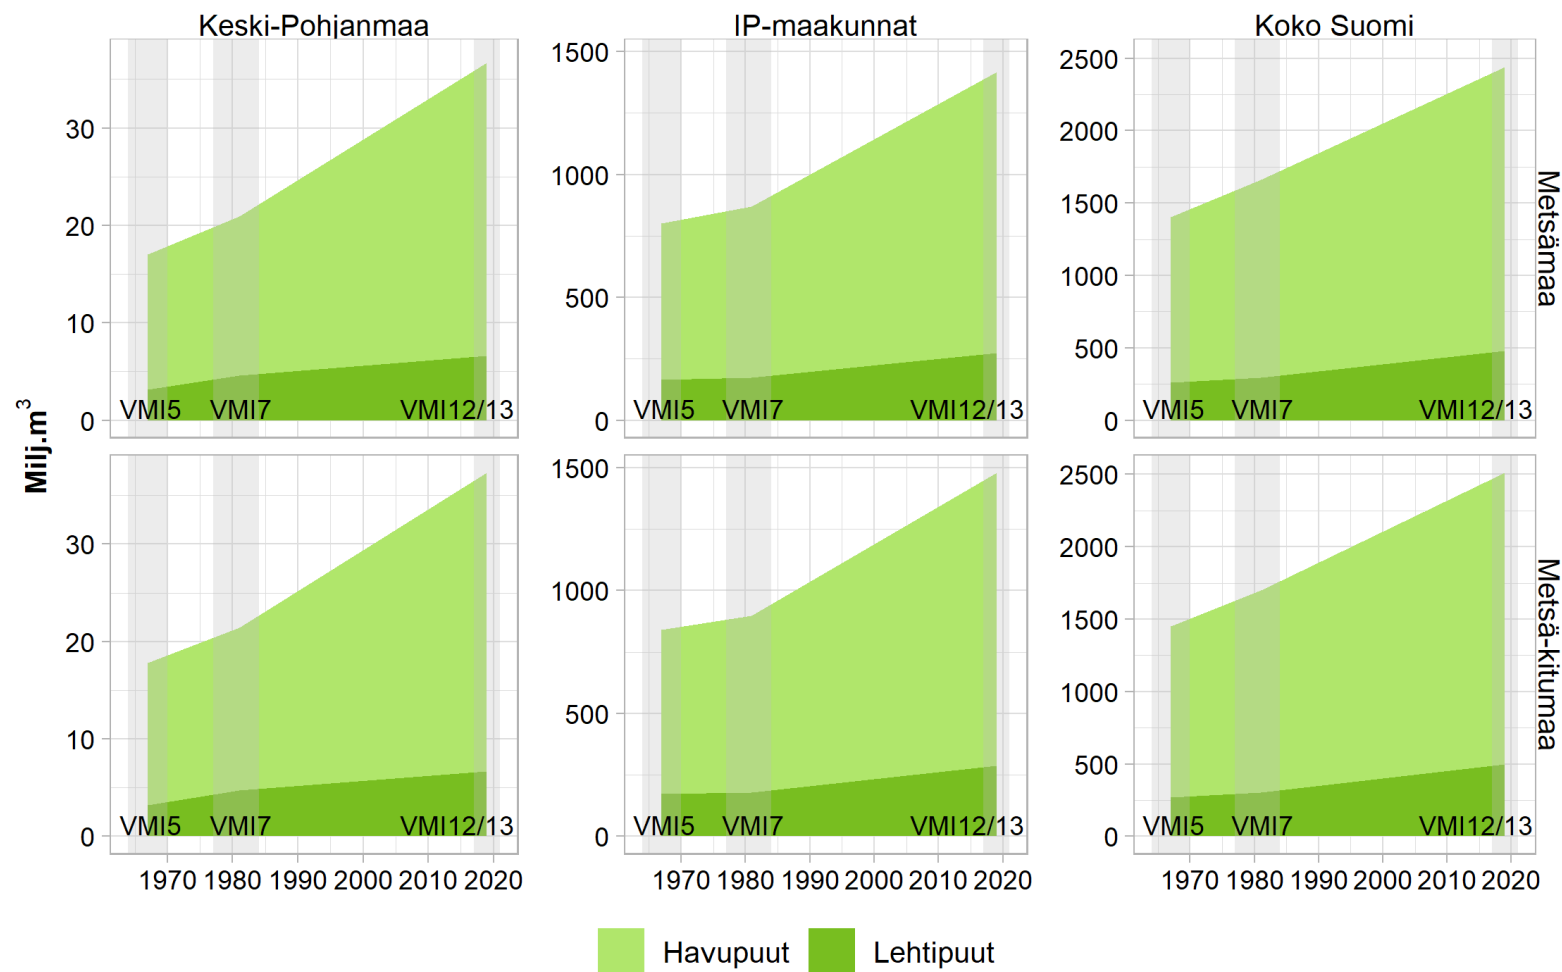 Keski-Pohjanmaa IP-maakunnat Koko Suomi
Milj.m³
30
20
10
0
VMI5 VMI7 VMI12/13
1500
1000
500
0
VMI5 VMI7 VMI12/13
2500
2000
1500
1000
500
0
VMI5 VMI7 VMI12/13
Metsämaa
30
20
10
0
VMI5 VMI7 VMI12/13
1970 1980 1990 2000 2010 2020
1500
1000
500
0
VMI5 VMI7 VMI12/13
1970 1980 1990 2000 2010 2020
2500
2000
1500
1000
500
0
VMI5 VMI7 VMI12/13
1970 1980 1990 2000 2010 2020
Metsä-kitumaa
Havupuut Lehtipuut